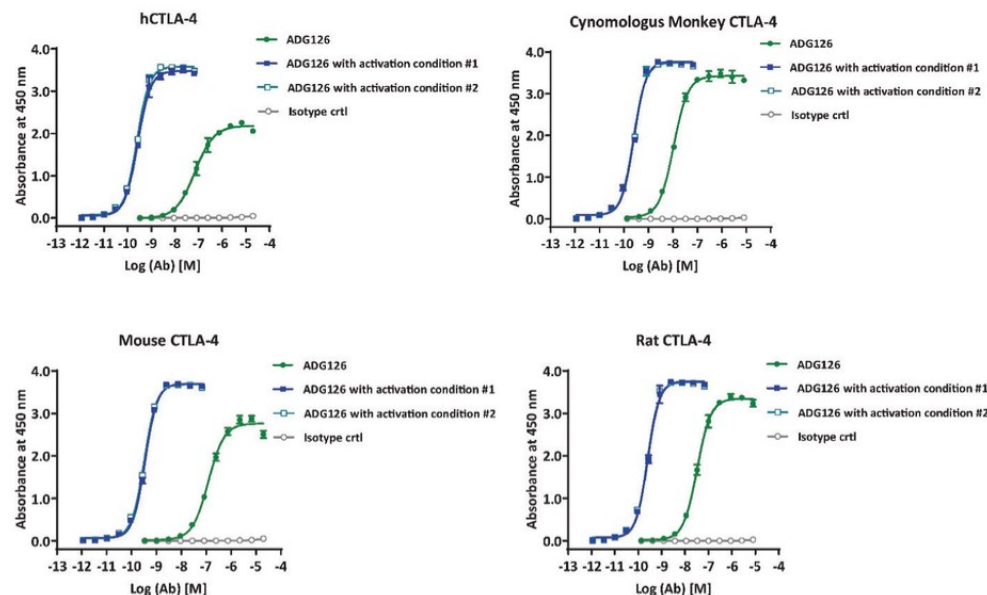 hCTLA-4
Absorbance at 450 nm
4.0
3.0
2.0
1.0
0.0
-13 -12 -11 -10 -9 -8 -7 -6 -5 -4
Log (Ab) [M]
ADG126
ADG126 with activation condition #1
ADG126 with activation condition #2
Isotype crtl
Cynomologus Monkey CTLA-4
Absorbance at 450 nm
4.0
3.0
2.0
1.0
0.0
-13 -12 -11 -10 -9 -8 -7 -6 -5 -4
Log (Ab) [M]
ADG126
ADG126 with activation condition #1
ADG126 with activation condition #2
Isotype crtl
Mouse CTLA-4
Absorbance at 450 nm
4.0
3.0
2.0
1.0
0.0
-13 -12 -11 -10 -9 -8 -7 -6 -5 -4
Log (Ab) [M]
ADG126
ADG126 with activation condition #1
ADG126 with activation condition #2
Isotype crtl
Rat CTLA-4
Absorbance at 450 nm
4.0
3.0
2.0
1.0
0.0
-13 -12 -11 -10 -9 -8 -7 -6 -5 -4
Log (Ab) [M]
ADG126
ADG126 with activation condition #1
ADG126 with activation condition #2
Isotype crtl